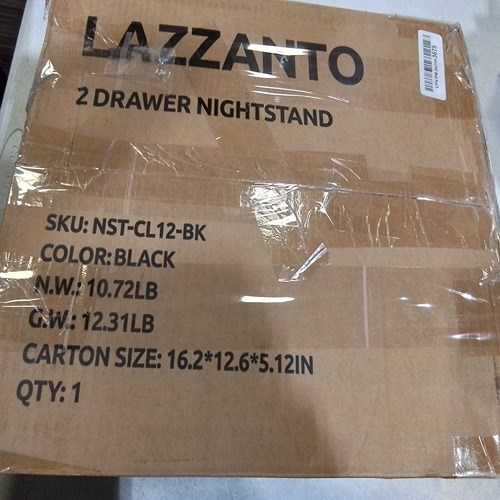 LAZZANTO
2 DRAWER NIGHTSTAND
SKU: NST-CL12-BK
COLOR: BLACK
N.W.: 10.72LB
G.W.: 12.31LB
CARTON SIZE: 16.2*12.6*5.12IN
QTY: 1